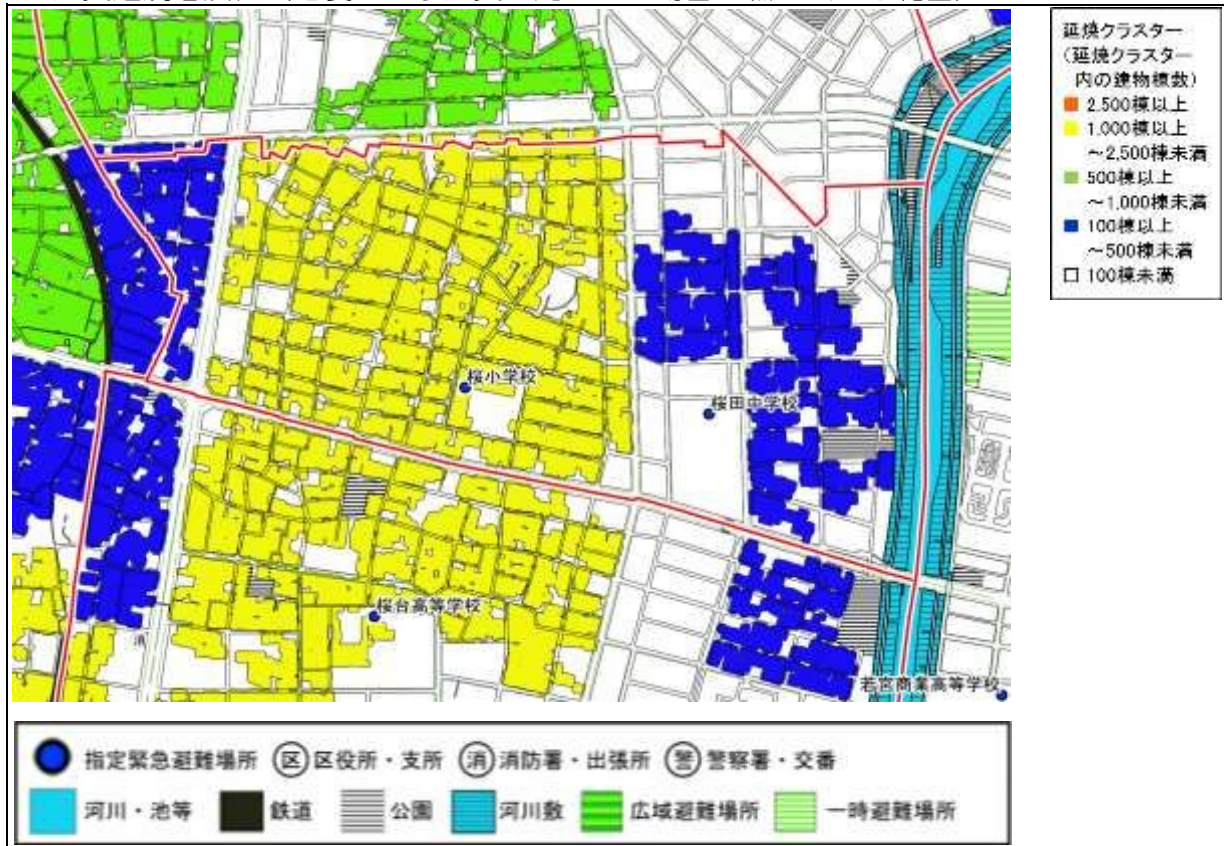 延焼クラスター
(延焼クラスター
内の建物棟数)
2,500棟以上
1,000棟以上
～2,500棟未満
500棟以上
～1,000棟未満
100棟以上
～500棟未満
100棟未満
桜小学校
桜田中学校
桜台高等学校
消
若宮商業高等学校
指定緊急避難場所 区 区役所・支所 消 消防署・出張所 警 警察署・交番
河川・池等 鉄道 公園 河川敷 広域避難場所 一時避難場所